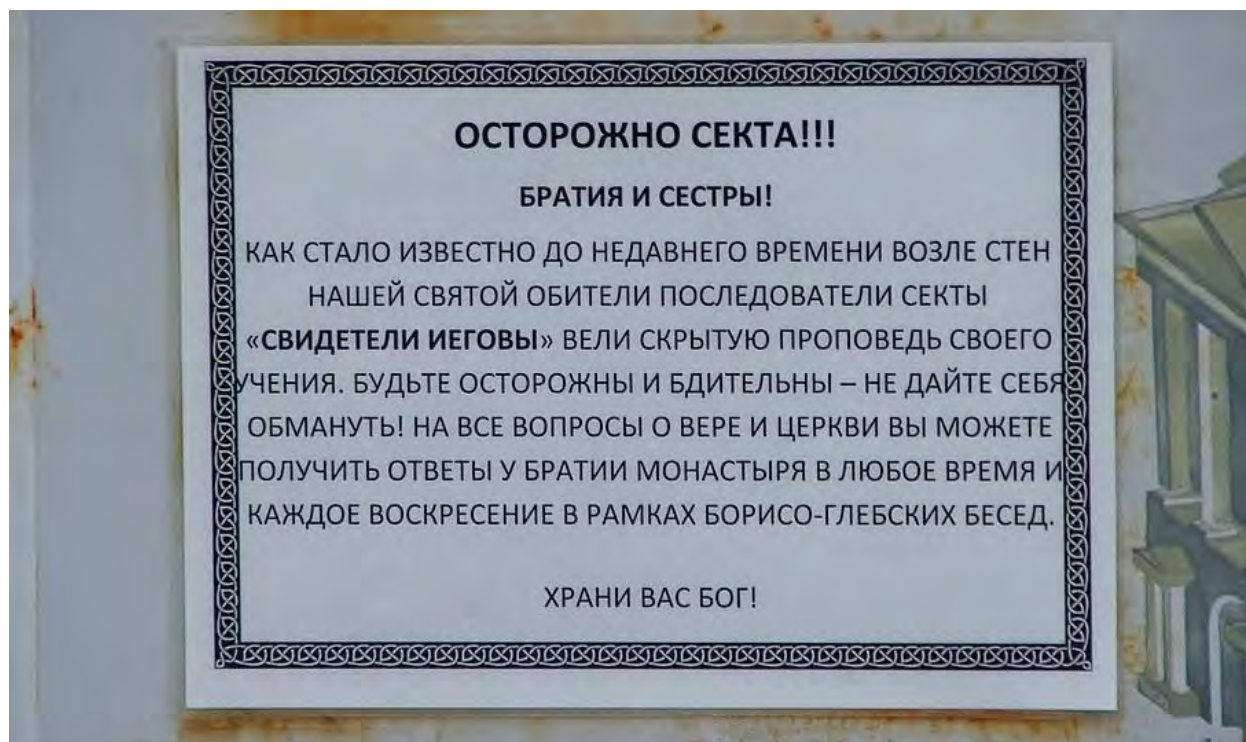 ОСТОРОЖНО СЕКТА!!!
БРАТИЯ И СЕСТРЫ!
КАК СТАЛО ИЗВЕСТНО ДО НЕДАВНЕГО ВРЕМЕНИ ВОЗЛЕ СТЕН
НАШЕЙ СВЯТОЙ ОБИТЕЛИ ПОСЛЕДОВАТЕЛИ СЕКТЫ
«СВИДЕТЕЛИ ИЕГОВЫ» ВЕЛИ СКРЫТУЮ ПРОПОВЕДЬ СВОЕГО
УЧЕНИЯ. БУДЬТЕ ОСТОРОЖНЫ И БДИТЕЛЬНЫ – НЕ ДАЙТЕ СЕБЯ
ОБМАНУТЬ! НА ВСЕ ВОПРОСЫ О ВЕРЕ И ЦЕРКВИ ВЫ МОЖЕТЕ
ПОЛУЧИТЬ ОТВЕТЫ У БРАТИИ МОНАСТЫРЯ В ЛЮБОЕ ВРЕМЯ И
КАЖДОЕ ВОСКРЕСЕНИЕ В РАМКАХ БОРИСО-ГЛЕБСКИХ БЕСЕД.
ХРАНИ ВАС БОГ!